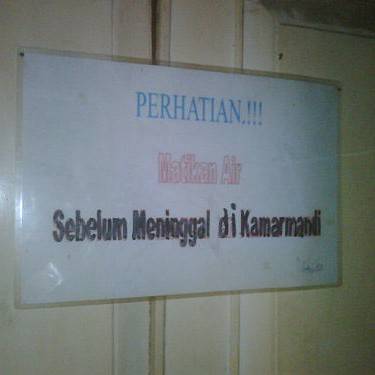 PERHATIAN.!!!
Matikan Air
Sebelum Meninggal di Kamarmandi